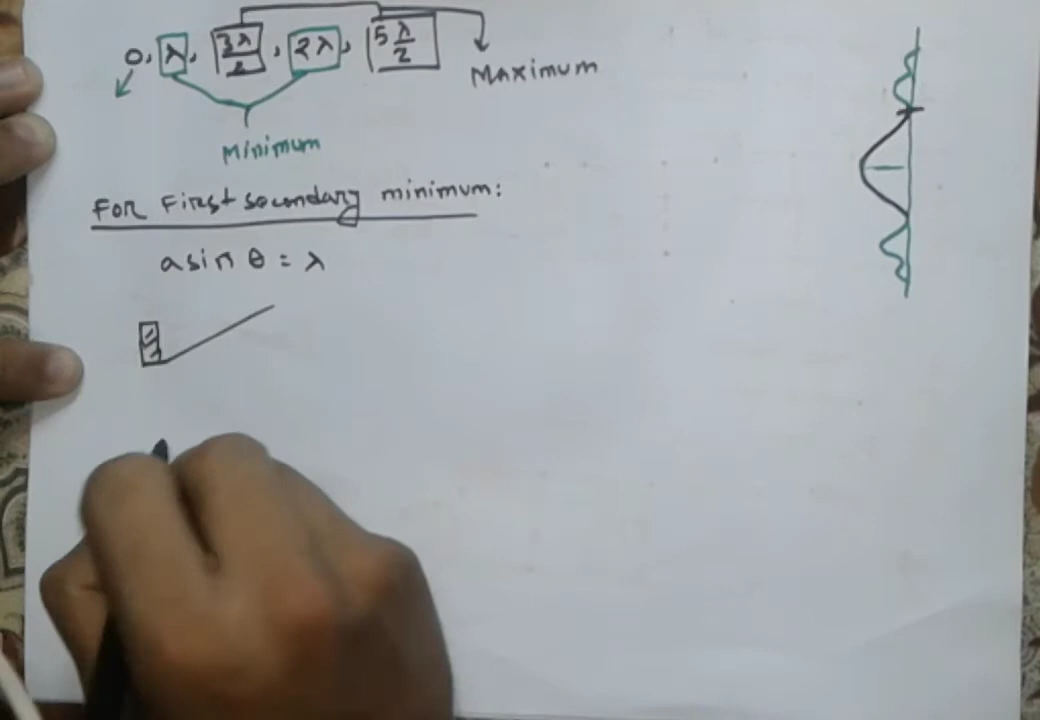 0, λ, 3λ/2, 2λ, 5λ/2
Maximum
Minimum
For First secondary minimum:
a sin θ = λ